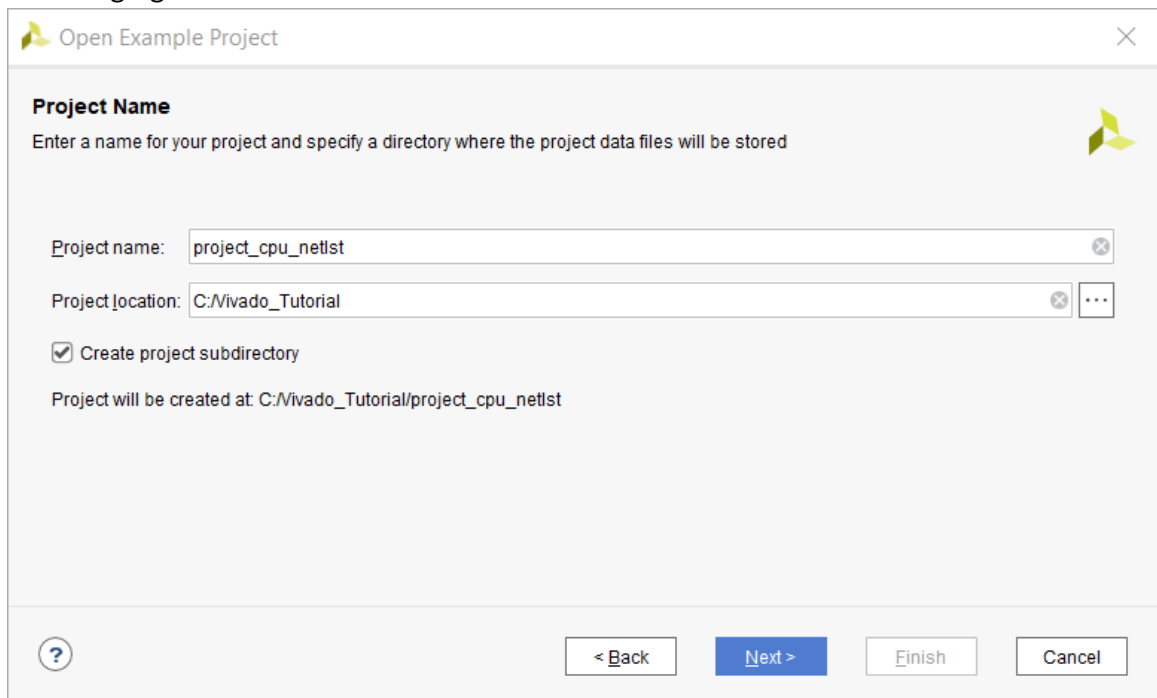 Open Example Project
Project Name
Enter a name for your project and specify a directory where the project data files will be stored
Project name: project_cpu_netlst
Project location: C:/Vivado_Tutorial
Create project subdirectory
Project will be created at: C:/Vivado_Tutorial/project_cpu_netlst
? < Back Next > Finish Cancel